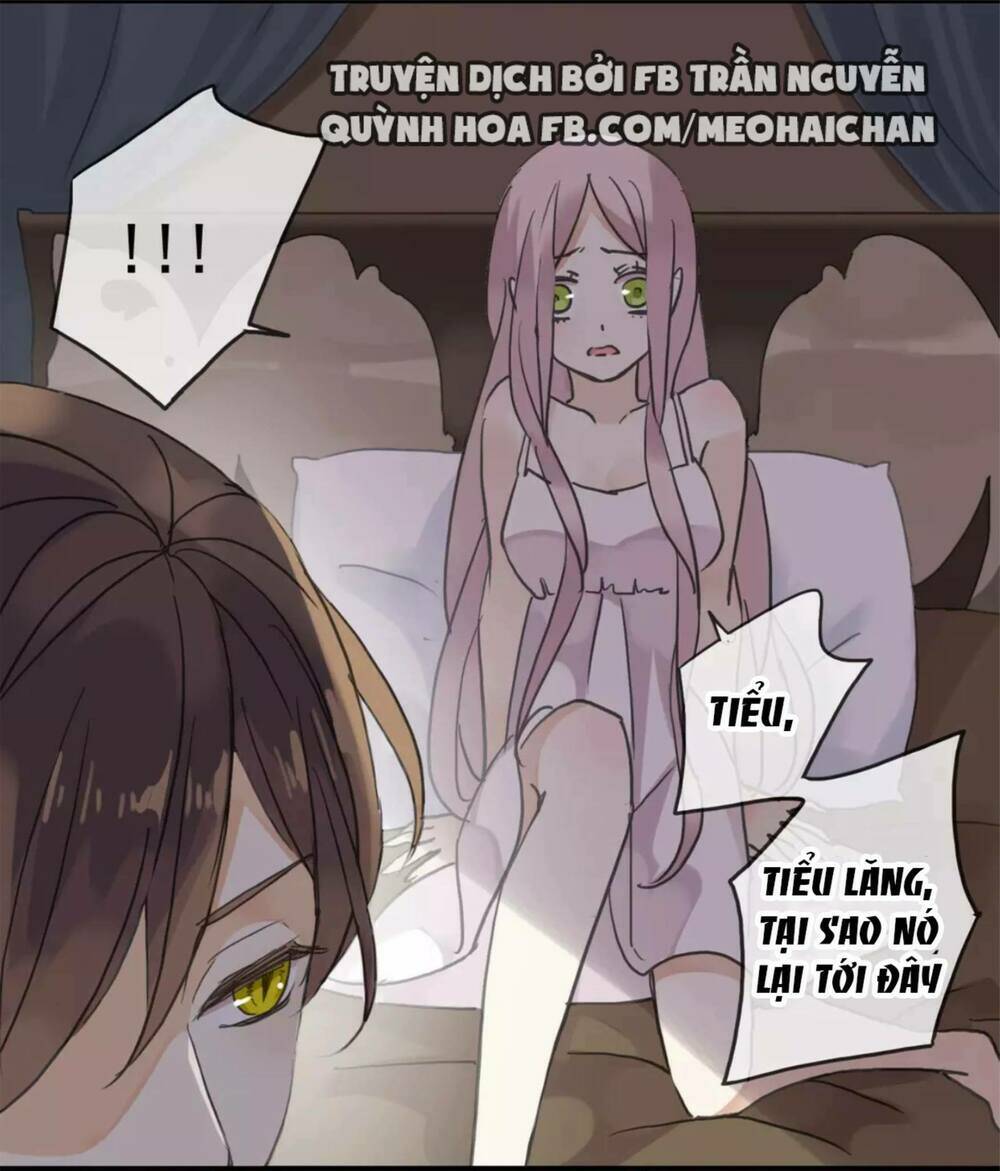 TRUYỆN DỊCH BỞI FB TRẦN NGUYỄN
QUỲNH HOA FB.COM/MEOHAICHAN
!!!
TIỂU,
TIỂU LĂNG,
TẠI SAO NÓ
LẠI TỚI ĐÂY